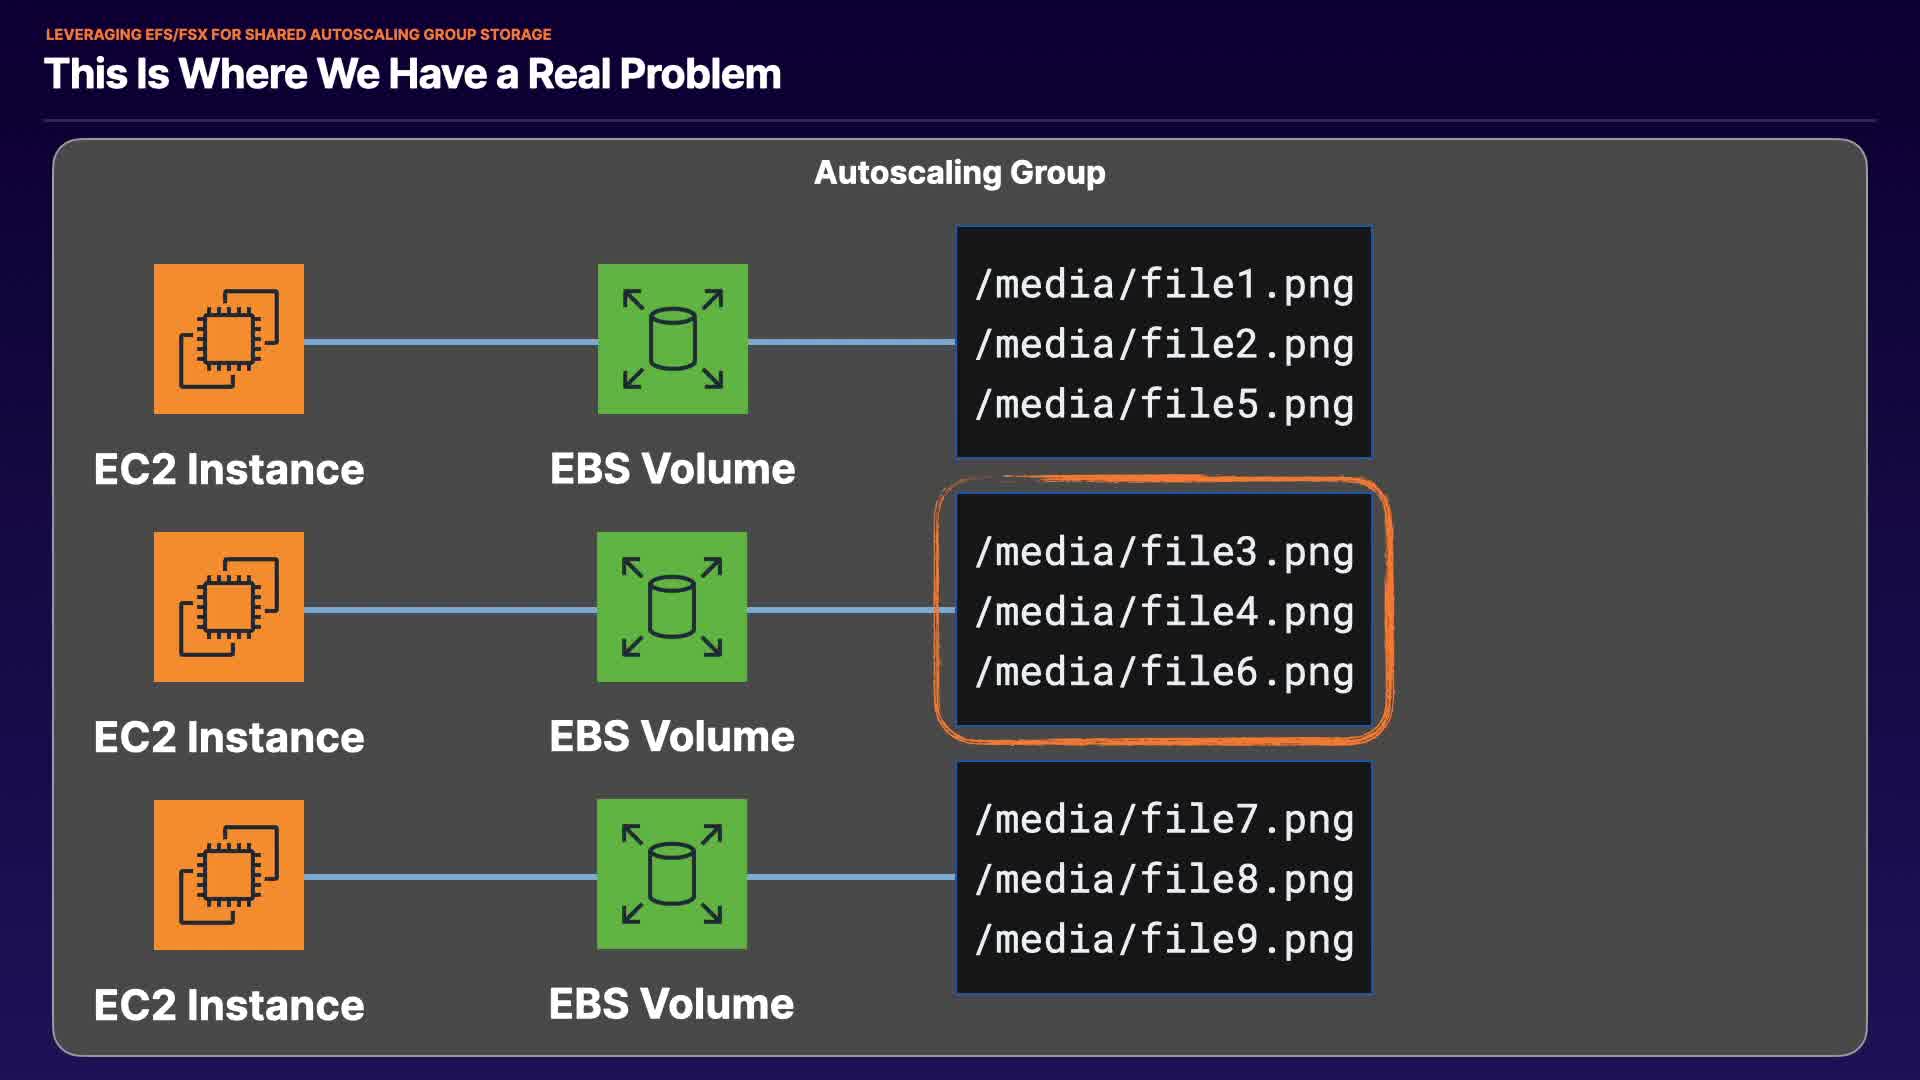 LEVERAGING EFS/FSX FOR SHARED AUTOSCALING GROUP STORAGE
This Is Where We Have a Real Problem
Autoscaling Group
/media/file1.png
/media/file2.png
/media/file5.png
EC2 Instance
EBS Volume
/media/file3.png
/media/file4.png
/media/file6.png
EC2 Instance
EBS Volume
/media/file7.png
/media/file8.png
/media/file9.png
EC2 Instance
EBS Volume